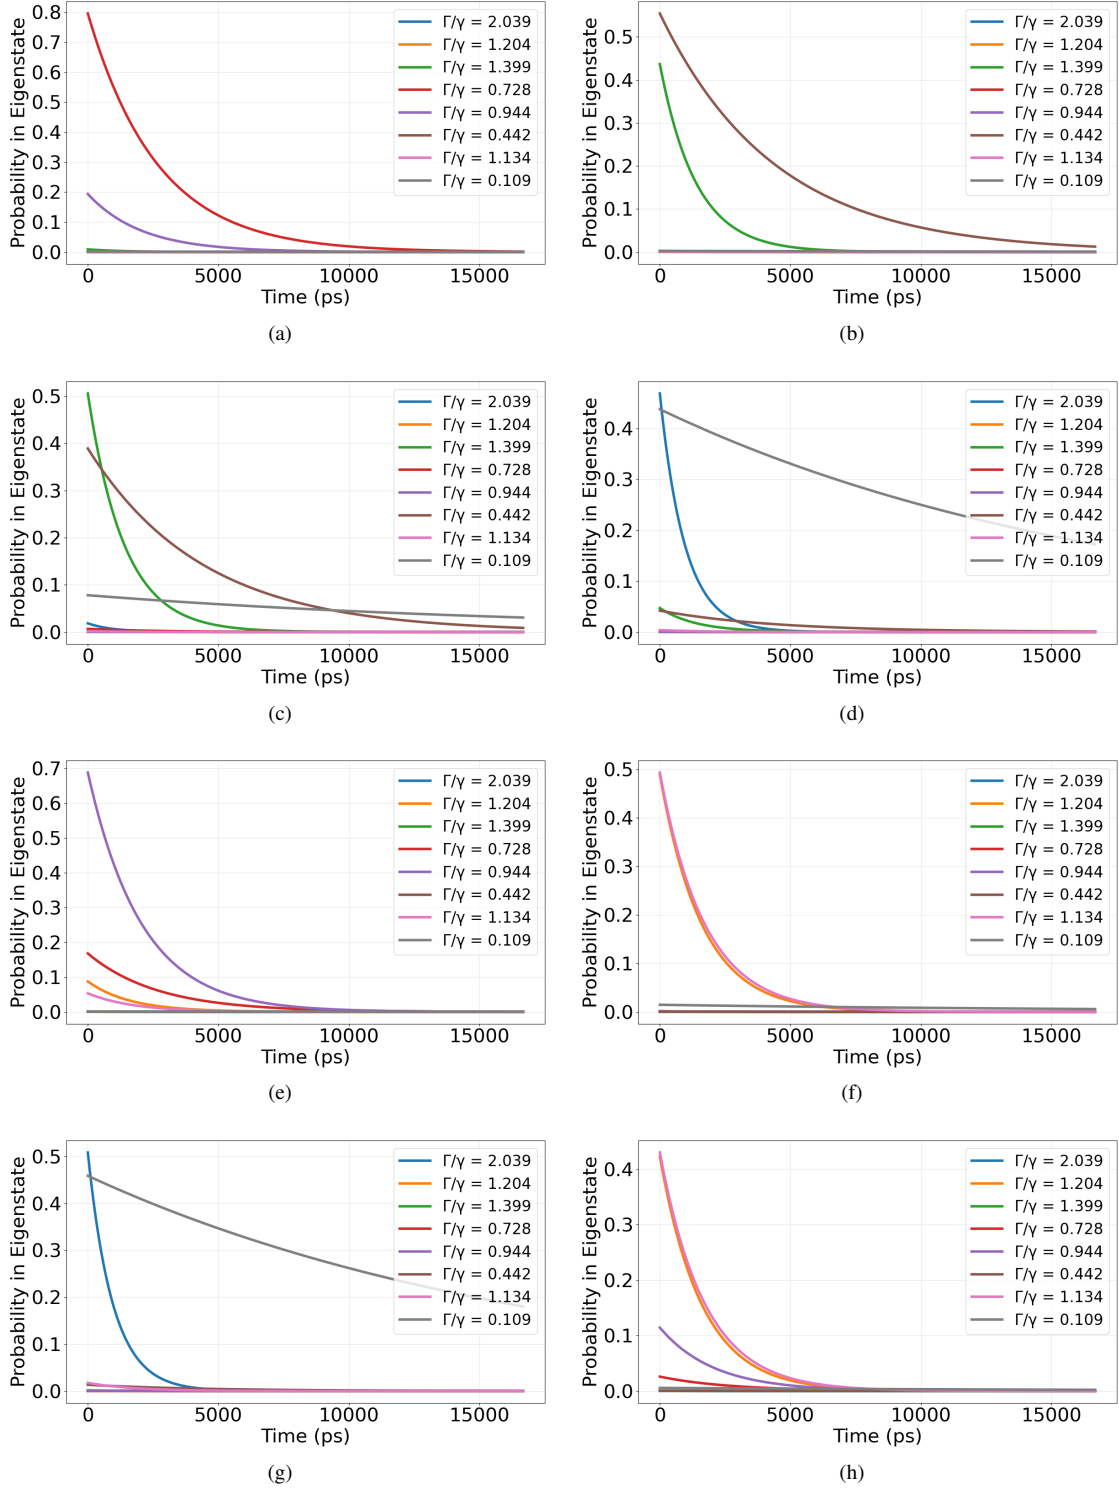 0.8
0.7
0.6
0.5
0.4
0.3
0.2
0.1
0.0
Probability in Eigenstate
0 5000 10000 15000
Time (ps)
Γ/γ = 2.039
Γ/γ = 1.204
Γ/γ = 1.399
Γ/γ = 0.728
Γ/γ = 0.944
Γ/γ = 0.442
Γ/γ = 1.134
Γ/γ = 0.109
(a)
0.5
0.4
0.3
0.2
0.1
0.0
Probability in Eigenstate
0 5000 10000 15000
Time (ps)
Γ/γ = 2.039
Γ/γ = 1.204
Γ/γ = 1.399
Γ/γ = 0.728
Γ/γ = 0.944
Γ/γ = 0.442
Γ/γ = 1.134
Γ/γ = 0.109
(b)
0.5
0.4
0.3
0.2
0.1
0.0
Probability in Eigenstate
0 5000 10000 15000
Time (ps)
Γ/γ = 2.039
Γ/γ = 1.204
Γ/γ = 1.399
Γ/γ = 0.728
Γ/γ = 0.944
Γ/γ = 0.442
Γ/γ = 1.134
Γ/γ = 0.109
(c)
0.4
0.3
0.2
0.1
0.0
Probability in Eigenstate
0 5000 10000 15000
Time (ps)
Γ/γ = 2.039
Γ/γ = 1.204
Γ/γ = 1.399
Γ/γ = 0.728
Γ/γ = 0.944
Γ/γ = 0.442
Γ/γ = 1.134
Γ/γ = 0.109
(d)
0.7
0.6
0.5
0.4
0.3
0.2
0.1
0.0
Probability in Eigenstate
0 5000 10000 15000
Time (ps)
Γ/γ = 2.039
Γ/γ = 1.204
Γ/γ = 1.399
Γ/γ = 0.728
Γ/γ = 0.944
Γ/γ = 0.442
Γ/γ = 1.134
Γ/γ = 0.109
(e)
0.5
0.4
0.3
0.2
0.1
0.0
Probability in Eigenstate
0 5000 10000 15000
Time (ps)
Γ/γ = 2.039
Γ/γ = 1.204
Γ/γ = 1.399
Γ/γ = 0.728
Γ/γ = 0.944
Γ/γ = 0.442
Γ/γ = 1.134
Γ/γ = 0.109
(f)
0.5
0.4
0.3
0.2
0.1
0.0
Probability in Eigenstate
0 5000 10000 15000
Time (ps)
Γ/γ = 2.039
Γ/γ = 1.204
Γ/γ = 1.399
Γ/γ = 0.728
Γ/γ = 0.944
Γ/γ = 0.442
Γ/γ = 1.134
Γ/γ = 0.109
(g)
0.4
0.3
0.2
0.1
0.0
Probability in Eigenstate
0 5000 10000 15000
Time (ps)
Γ/γ = 2.039
Γ/γ = 1.204
Γ/γ = 1.399
Γ/γ = 0.728
Γ/γ = 0.944
Γ/γ = 0.442
Γ/γ = 1.134
Γ/γ = 0.109
(h)